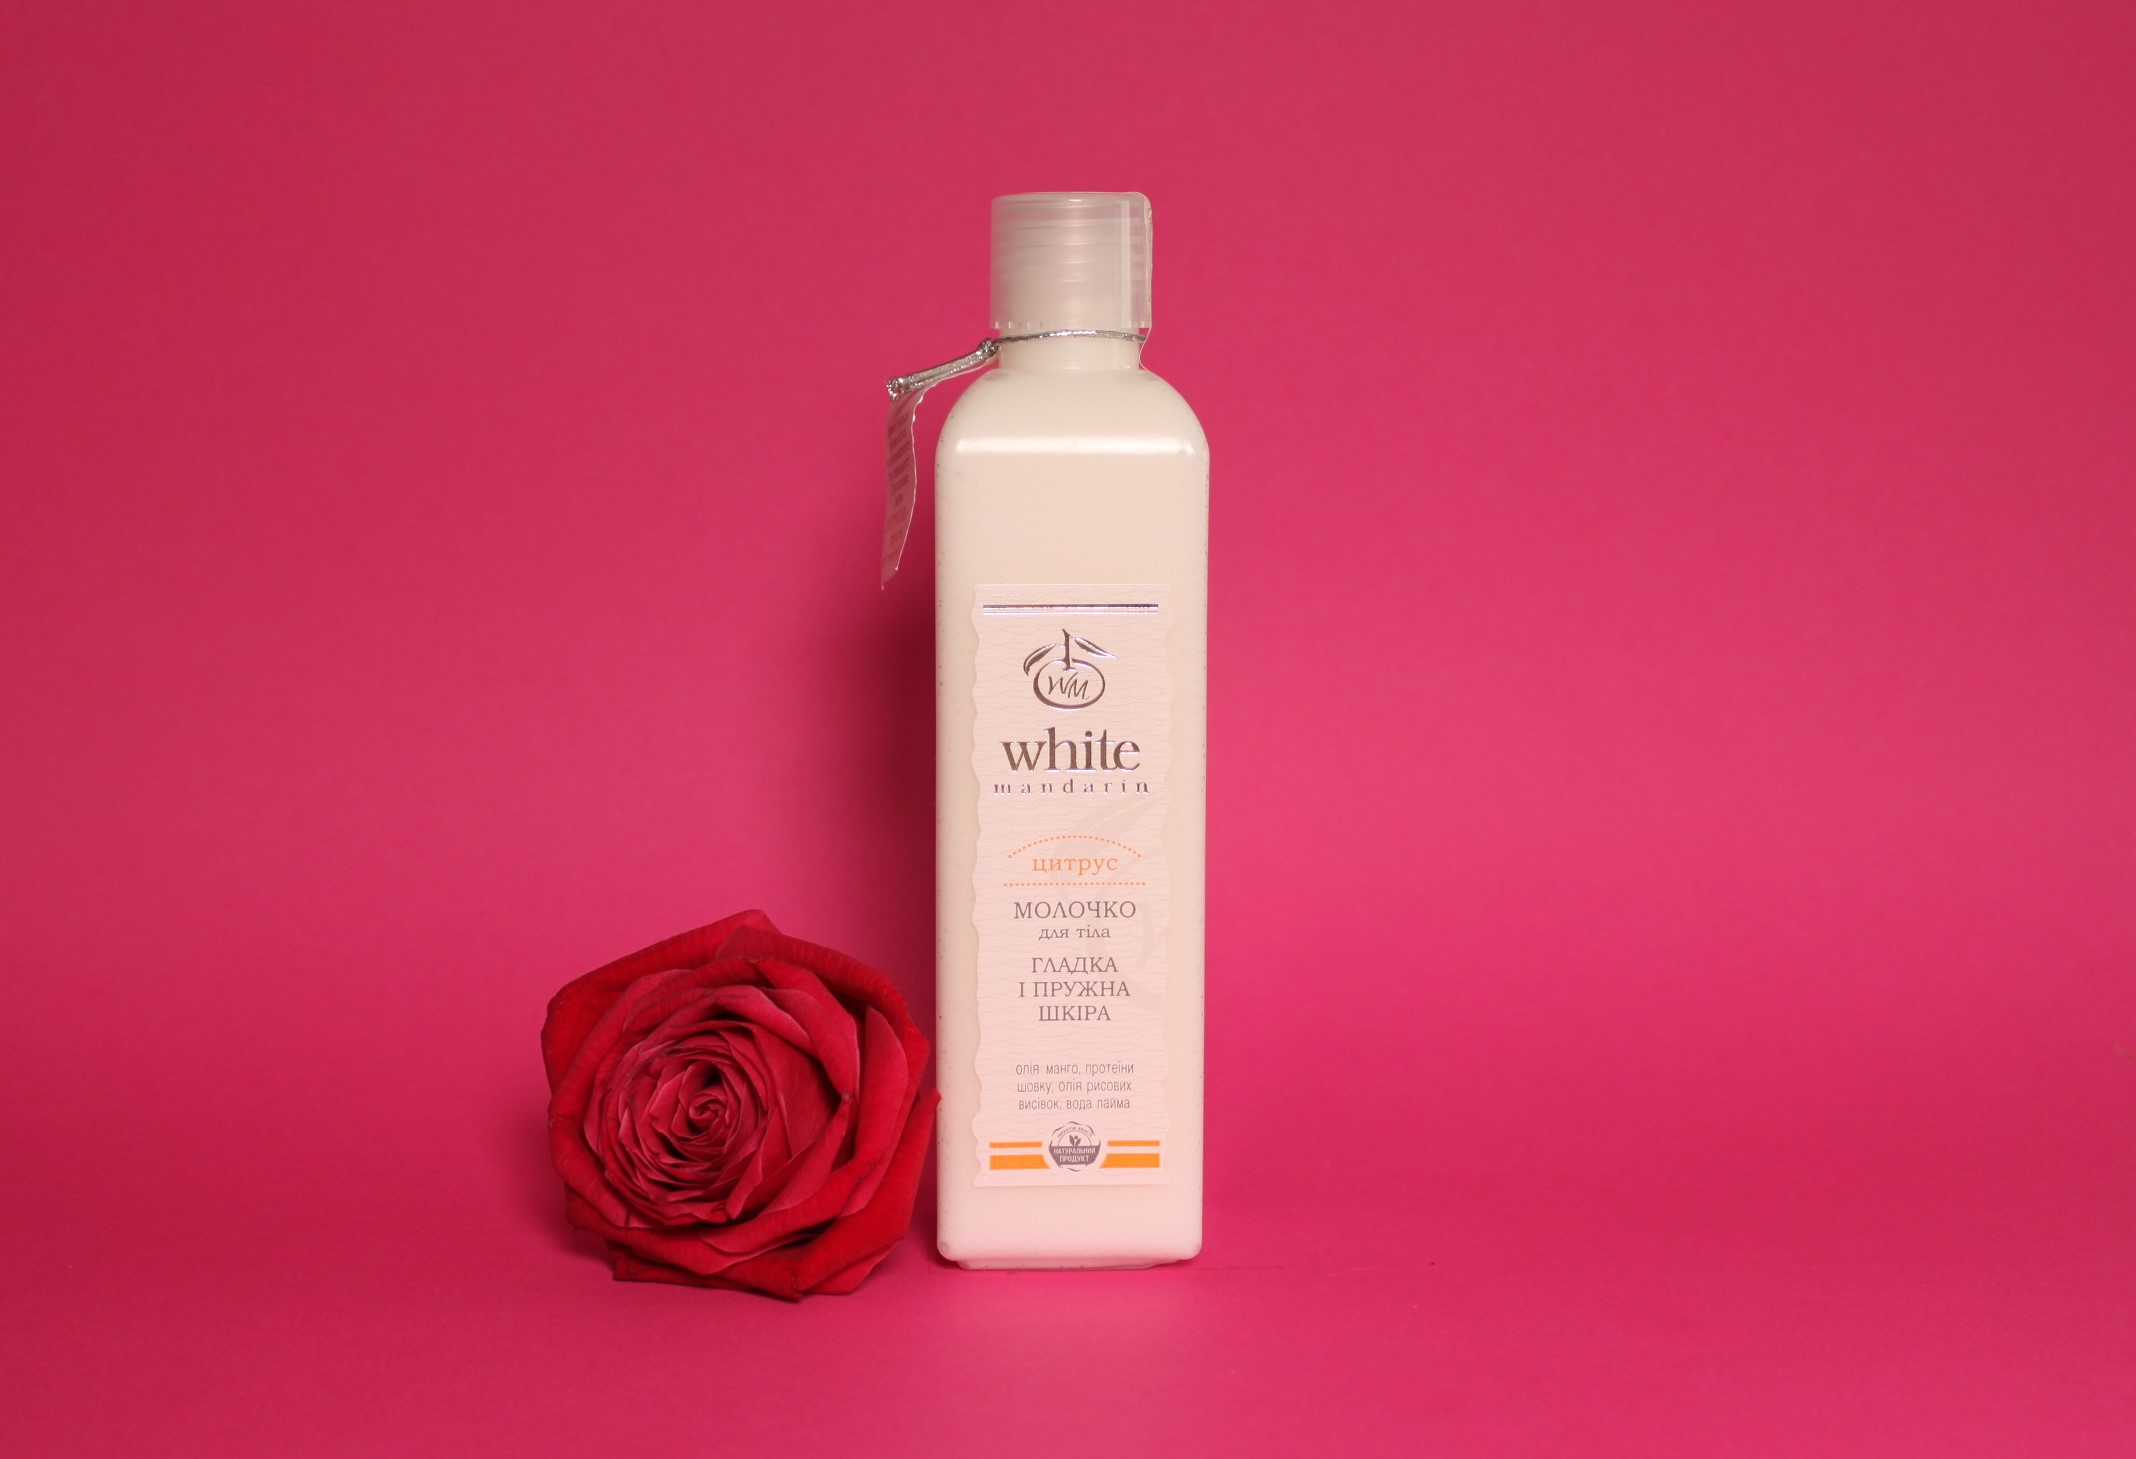 WM
white
mandarin
цитрус
МОЛОЧКО
для тіла
ГЛАДКА
І ПРУЖНА
ШКІРА
олія манго, протеїни
шовку, олія рисових
висівок, вода лайма
НАТУРАЛЬНИЙ
ПРОДУКТ